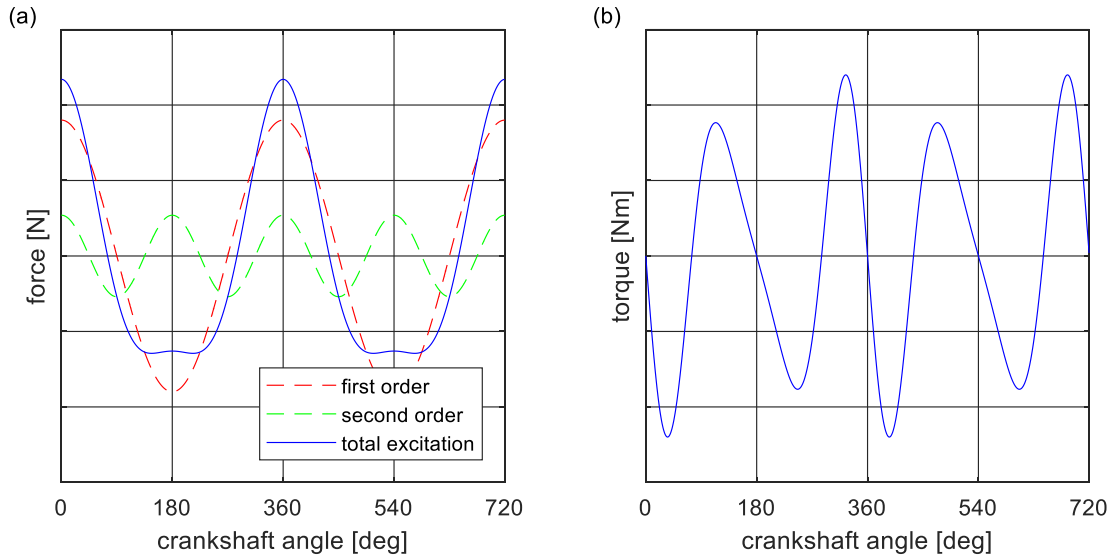 (a)
force [N]
first order
second order
total excitation
0 180 360 540 720
crankshaft angle [deg]
(b)
torque [Nm]
0 180 360 540 720
crankshaft angle [deg]